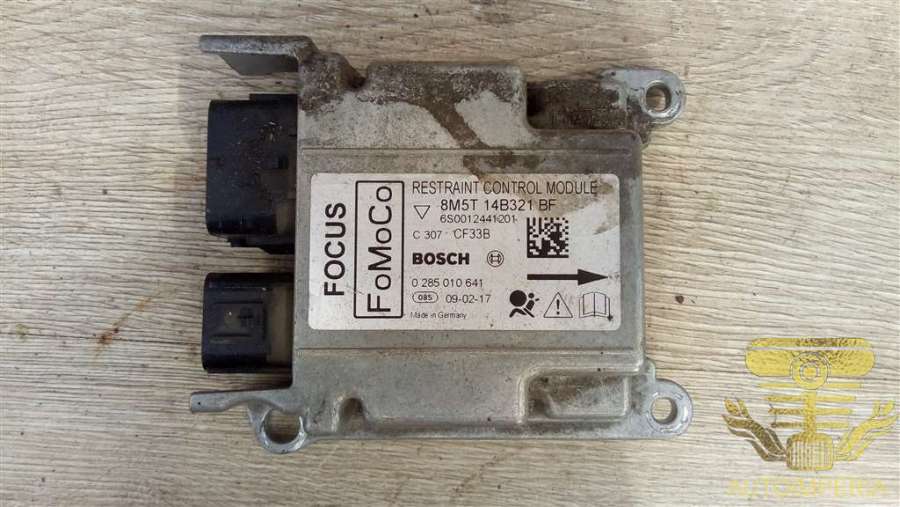 FOCUS
FoMoCo
RESTRAINT CONTROL MODULE
8M5T 14B321 BF
6S0012441201
C 307 CF33B
BOSCH
0 285 010 641
085 09-02-17
Made in Germany
AUTOIMPERIA